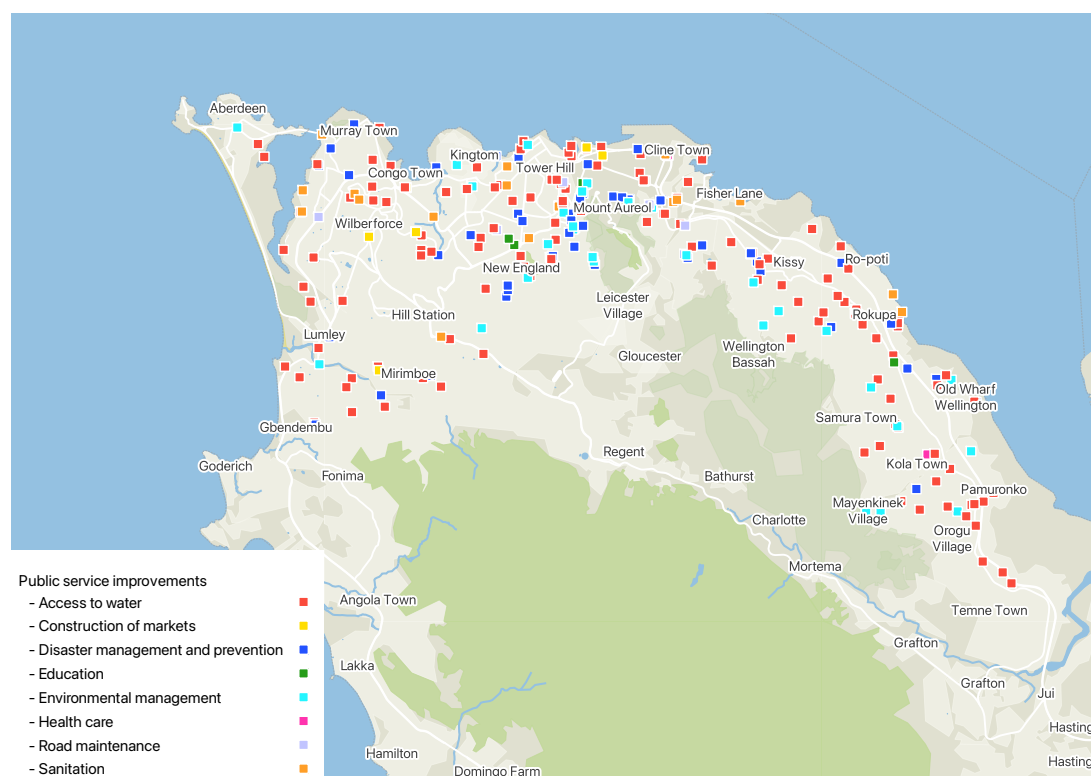 Aberdeen
Murray Town
Kingtom
Cline Town
Congo Town
Tower Hill
Fisher Lane
Mount Aureol
Wilberforce
New England
Kissy
Ro-poti
Leicester
Village
Hill Station
Rokupa
Lumley
Gloucester
Wellington
Bassah
Mirimboe
Old Wharf
Wellington
Samura Town
Gbendembu
Goderich
Fonima
Regent
Bathurst
Kola Town
Pamuronko
Mayenkinek
Village
Charlotte
Orogu
Village
Mortema
Angola Town
Temne Town
Grafton
Lakka
Grafton
Jui
Hasting
Hamilton
Hasting
Domingo Farm
Public service improvements
- Access to water
- Construction of markets
- Disaster management and prevention
- Education
- Environmental management
- Health care
- Road maintenance
- Sanitation